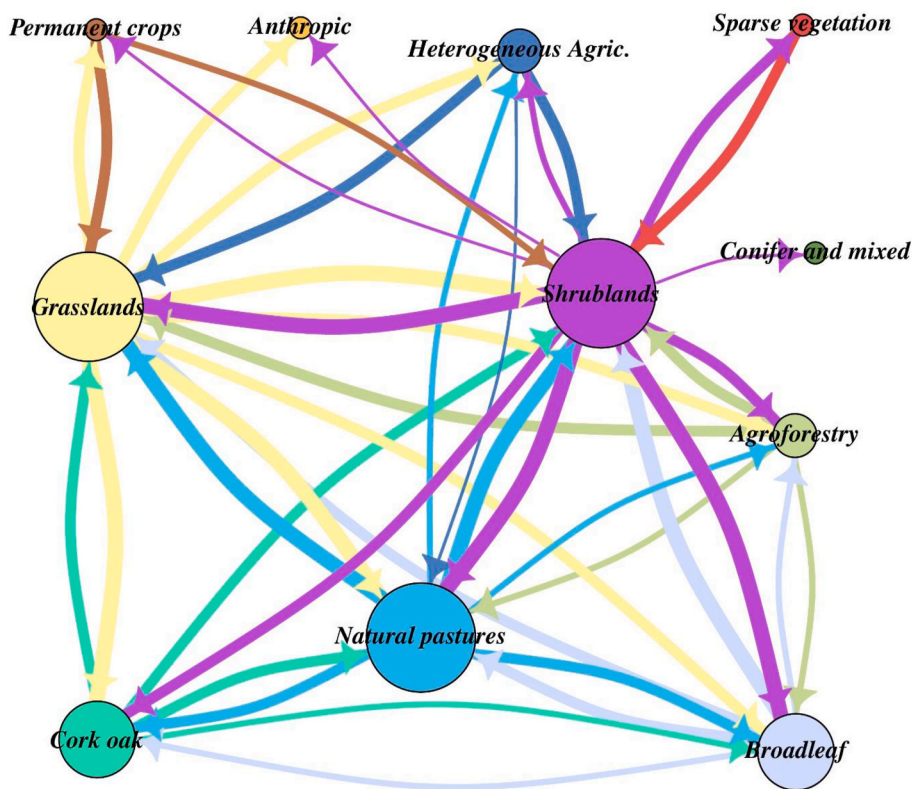 Permanent crops
Anthropic
Heterogeneous Agric.
Sparse vegetation
Conifer and mixed
Grasslands
Shrublands
Agroforestry
Natural pastures
Cork oak
Broadleaf